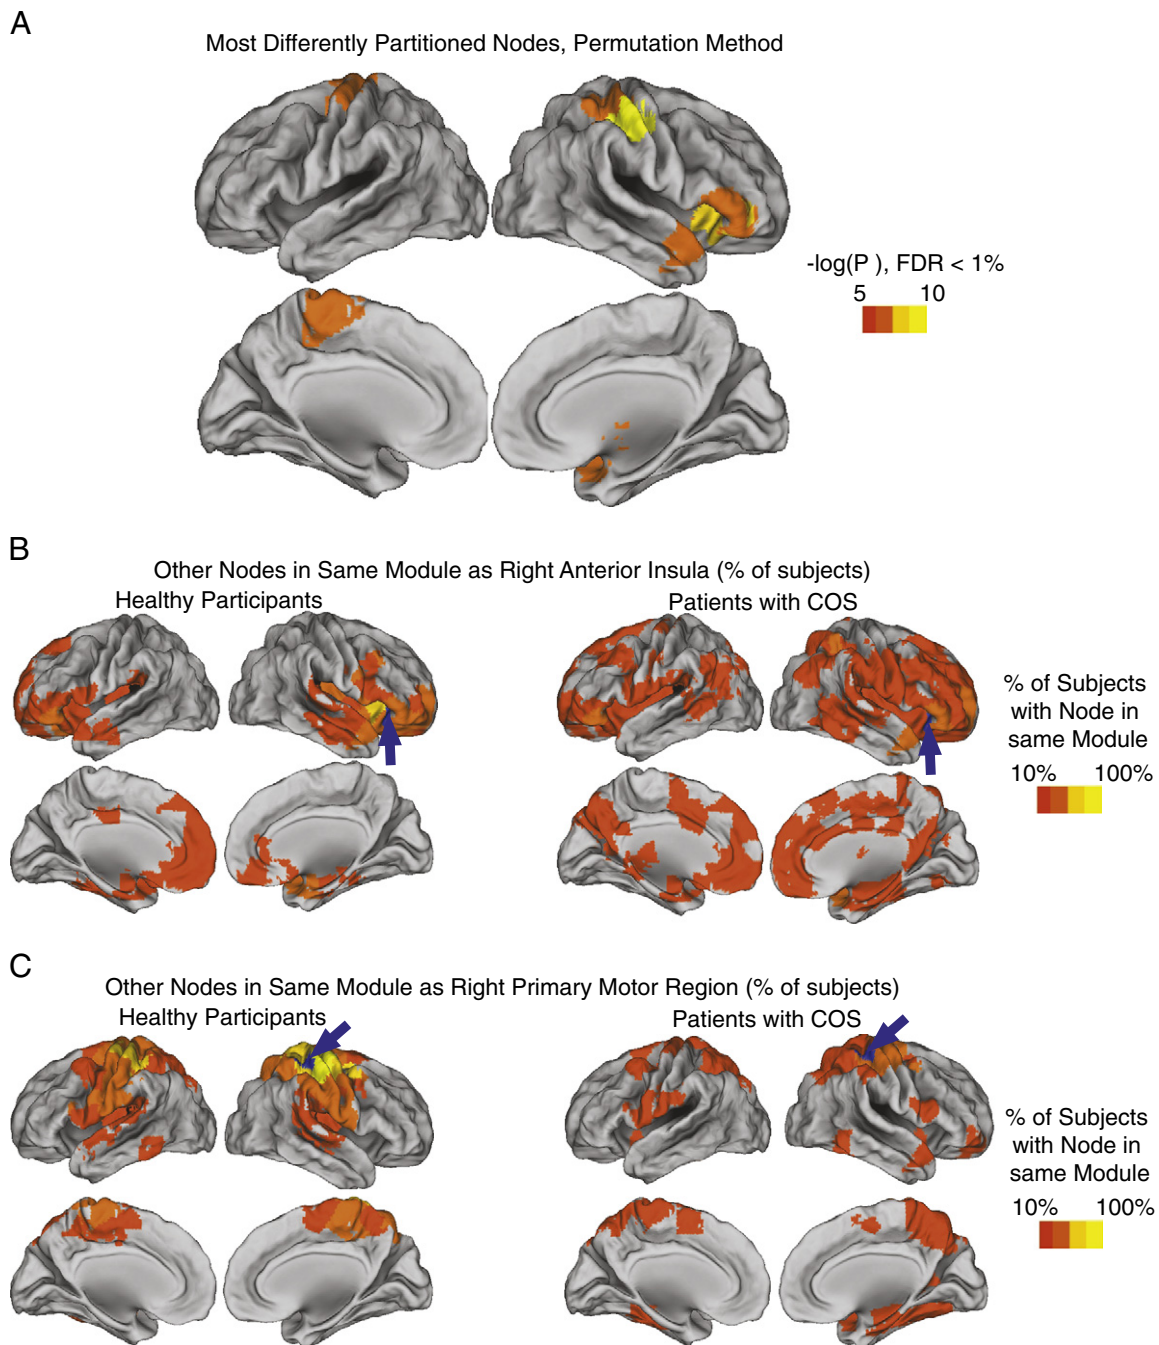 A
Most Differently Partitioned Nodes, Permutation Method
-log(P ), FDR < 1%
5 10
B
Other Nodes in Same Module as Right Anterior Insula (% of subjects)
Healthy Participants Patients with COS
% of Subjects
with Node in
same Module
10% 100%
C
Other Nodes in Same Module as Right Primary Motor Region (% of subjects)
Healthy Participants Patients with COS
% of Subjects
with Node in
same Module
10% 100%